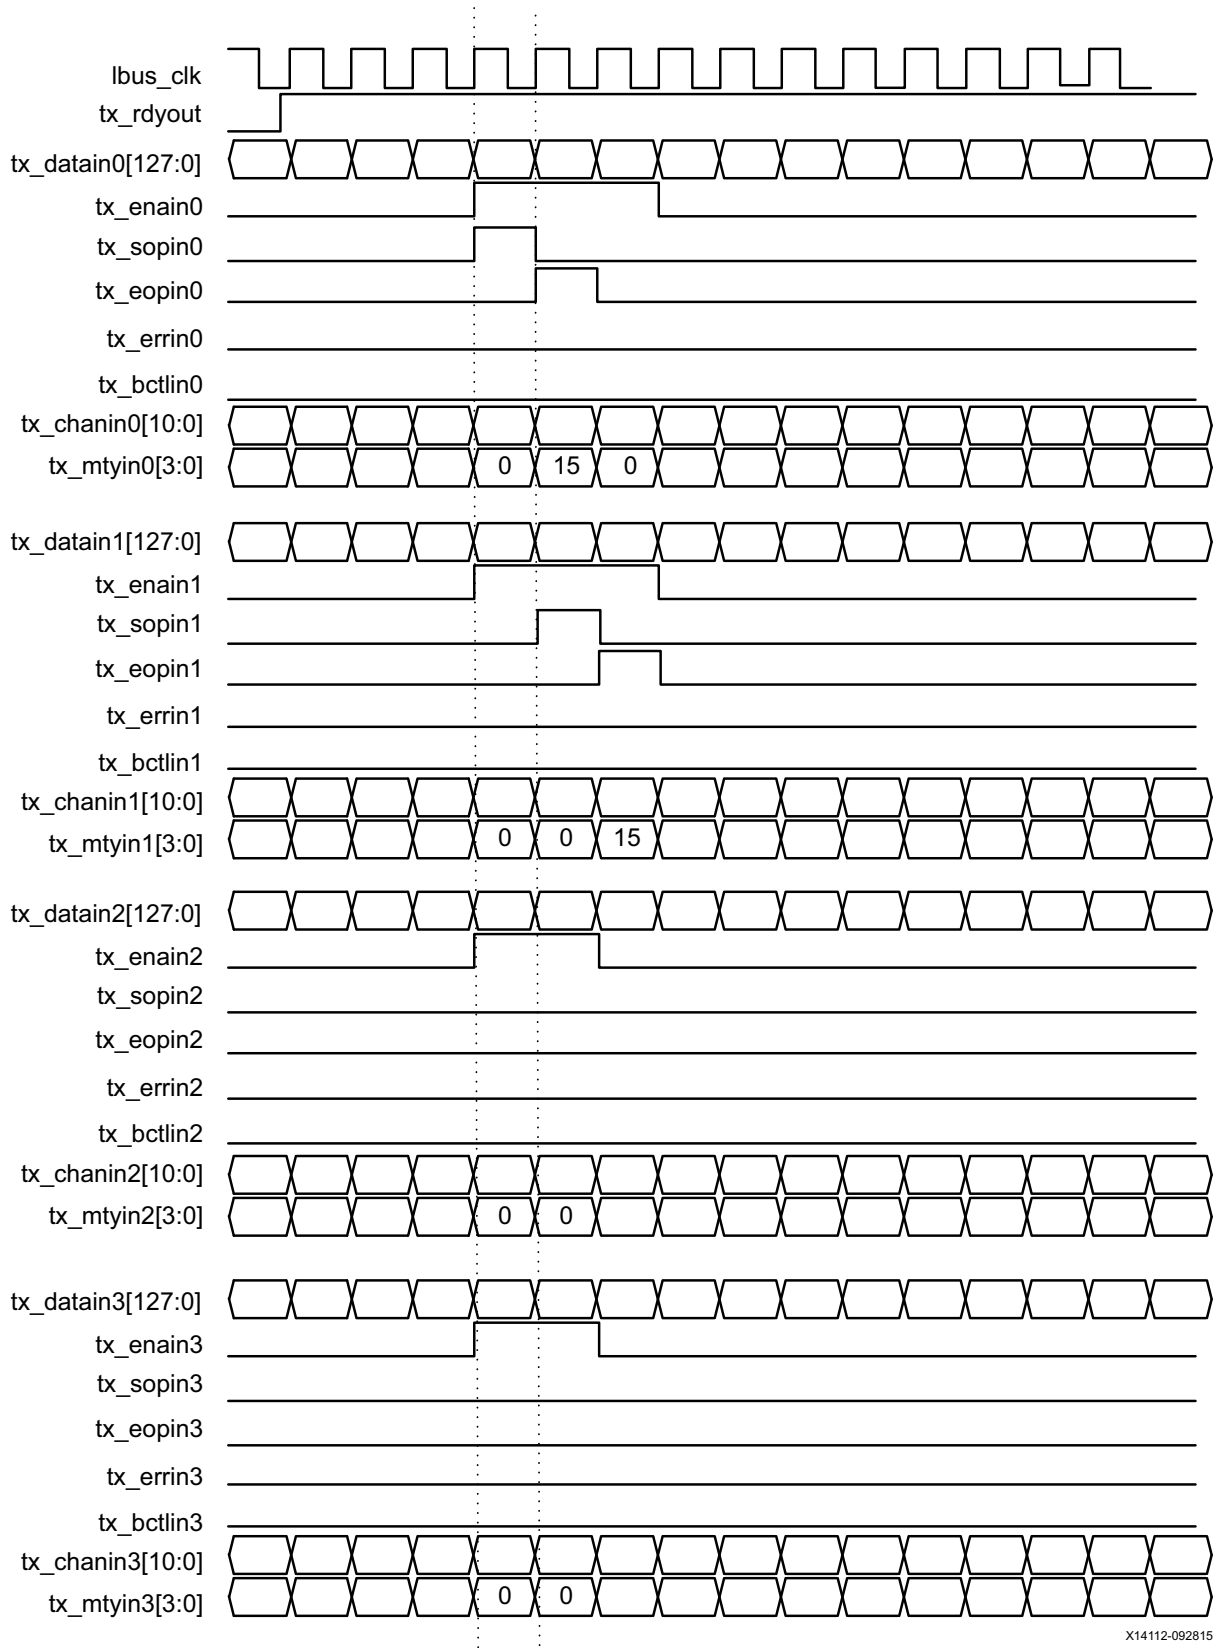 lbus_clk
tx_rdyout
tx_datain0[127:0]
tx_enain0
tx_sopin0
tx_eopin0
tx_errin0
tx_bctlin0
tx_chanin0[10:0]
tx_mtyin0[3:0] 0 15 0
tx_datain1[127:0]
tx_enain1
tx_sopin1
tx_eopin1
tx_errin1
tx_bctlin1
tx_chanin1[10:0]
tx_mtyin1[3:0] 0 0 15
tx_datain2[127:0]
tx_enain2
tx_sopin2
tx_eopin2
tx_errin2
tx_bctlin2
tx_chanin2[10:0]
tx_mtyin2[3:0] 0 0
tx_datain3[127:0]
tx_enain3
tx_sopin3
tx_eopin3
tx_errin3
tx_bctlin3
tx_chanin3[10:0]
tx_mtyin3[3:0] 0 0
X14112-092815